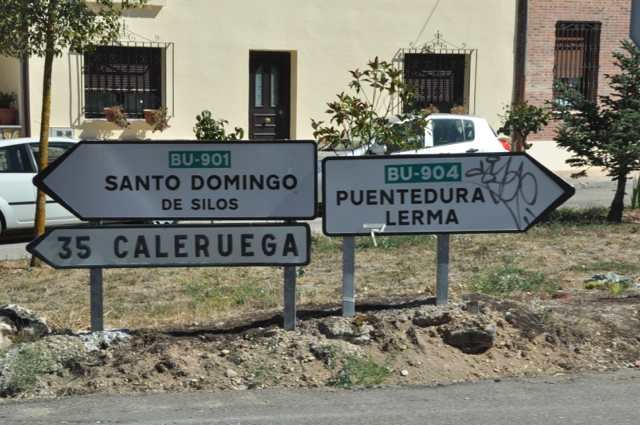 BU-901
SANTO DOMINGO
DE SILOS
35 CALERUEGA
BU-904
PUENTEDURA
LERMA